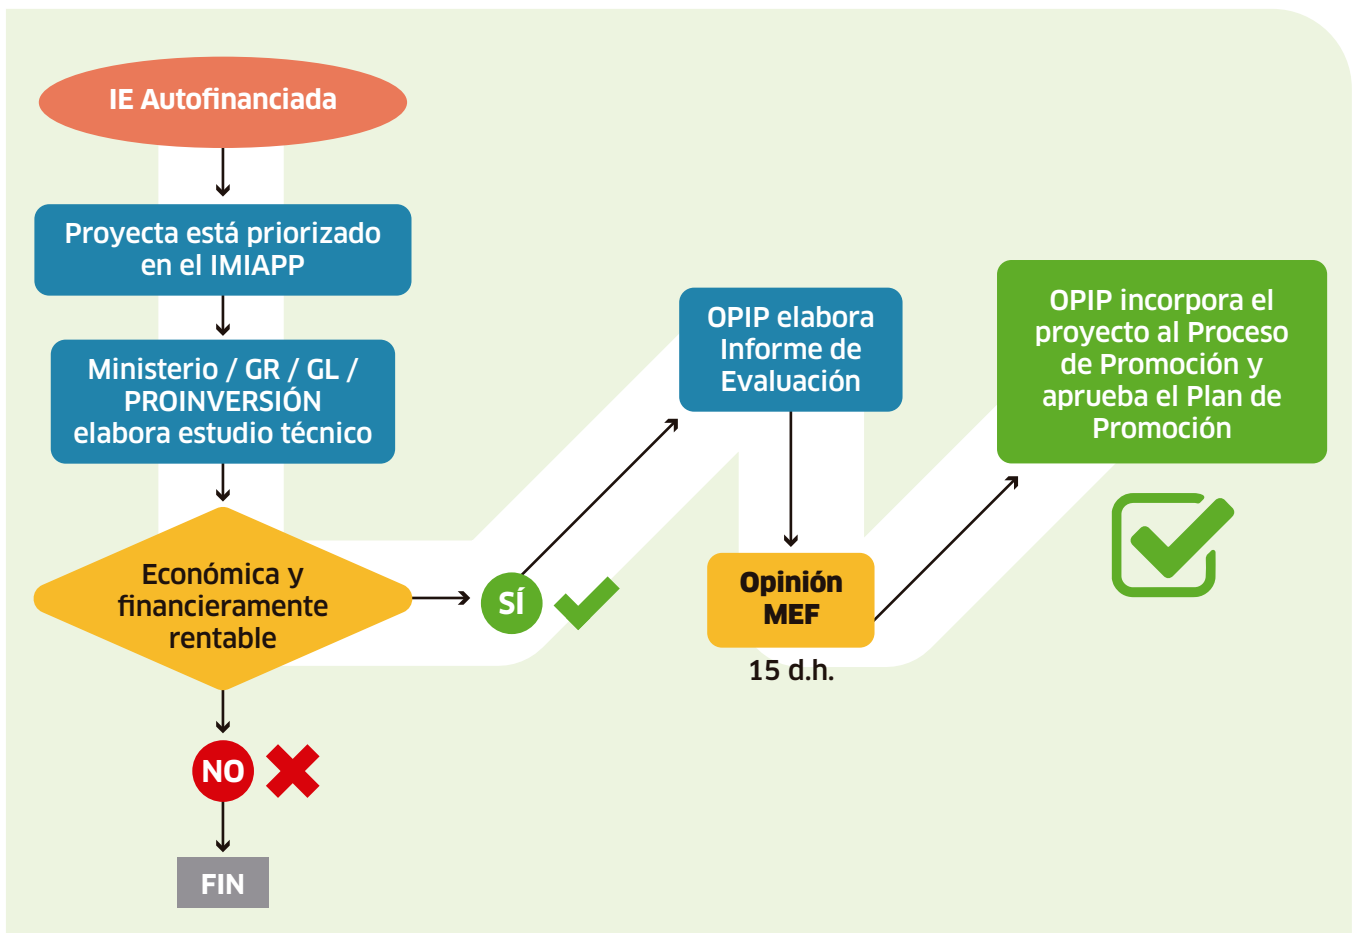 IE Autofinanciada
Proyecta está priorizado
en el IMIAPP
Ministerio / GR / GL /
PROINVERSIÓN
elabora estudio técnico
Económica y
financieramente
rentable
SÍ
NO
FIN
OPIP elabora
Informe de
Evaluación
Opinión
MEF
15 d.h.
OPIP incorpora el
proyecto al Proceso
de Promoción y
aprueba el Plan de
Promoción